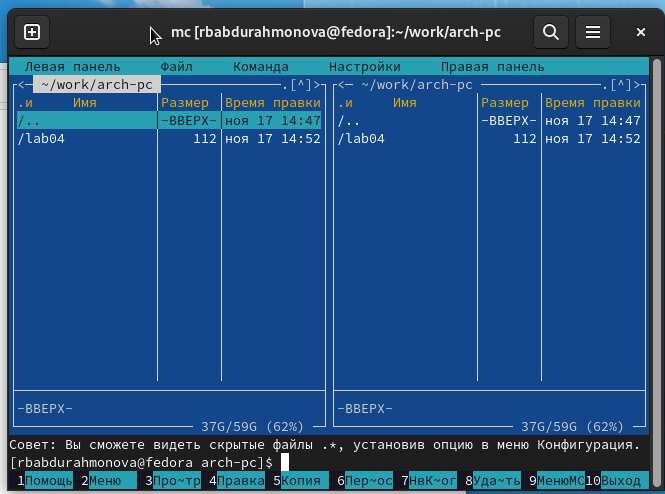 mc [rbabdurahmonova@fedora]:~/work/arch-pc
Левая панель Файл Команда Настройки Правая панель
<─ ~/work/arch-pc .[^]> <─ ~/work/arch-pc .[^]>
.и Имя Размер Время правки .и Имя Размер Время правки
/.. -ВВЕРХ- ноя 17 14:47 /.. -ВВЕРХ- ноя 17 14:47
/lab04 112 ноя 17 14:52 /lab04 112 ноя 17 14:52
-ВВЕРХ- -ВВЕРХ-
37G/59G (62%) 37G/59G (62%)
Совет: Вы сможете видеть скрытые файлы .*, установив опцию в меню Конфигурация.
[rbabdurahmonova@fedora arch-pc]$
1Помощь 2Меню 3Про~тр 4Правка 5Копия 6Пер~ос 7НвК~ог 8Уда~ть 9МенюМС 10Выход